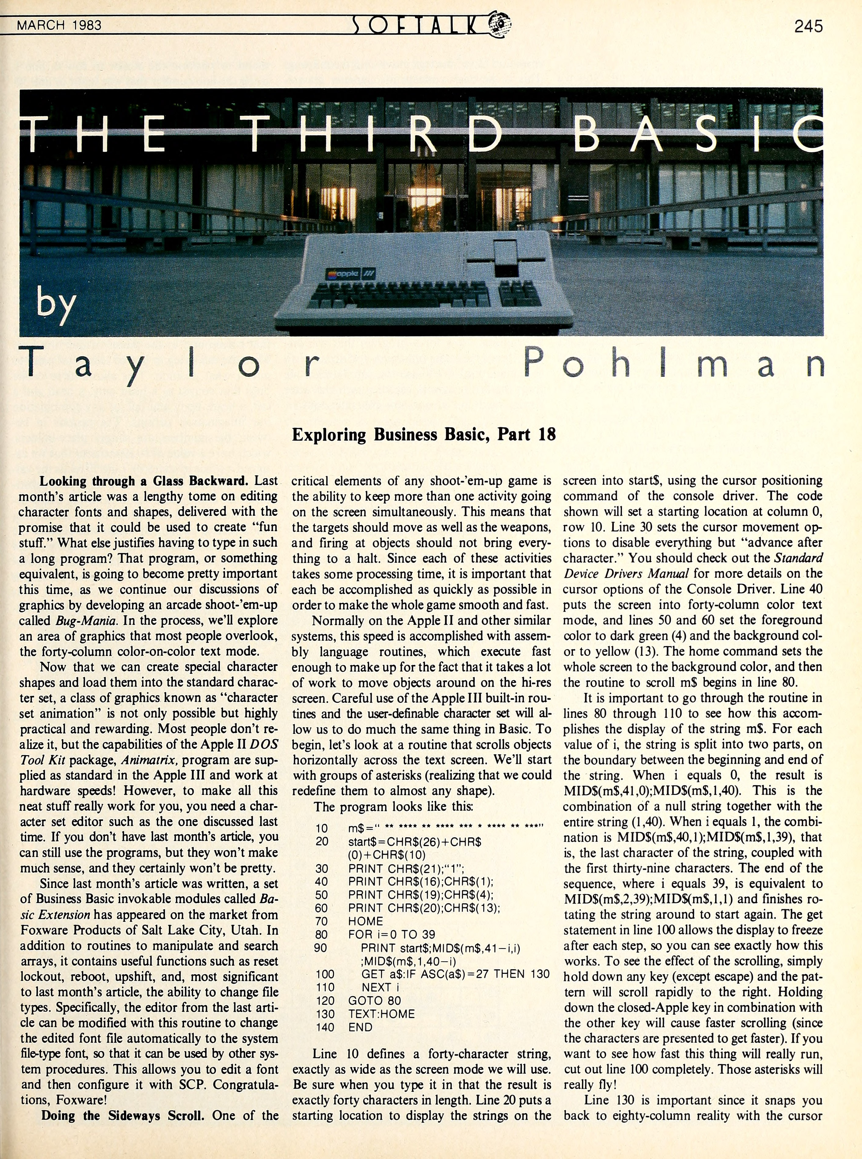 MARCH 1983
SOFTALK
245
THE THIRD BASIC
apple ///
by
Taylor Pohlman
Exploring Business Basic, Part 18
Looking through a Glass Backward. Last
month's article was a lengthy tome on editing
character fonts and shapes, delivered with the
promise that it could be used to create “fun
stuff.” What else justifies having to type in such
a long program? That program, or something
equivalent, is going to become pretty important
this time, as we continue our discussions of
graphics by developing an arcade shoot-'em-up
called Bug-Mania. In the process, we'll explore
an area of graphics that most people overlook,
the forty-column color-on-color text mode.
Now that we can create special character
shapes and load them into the standard charac-
ter set, a class of graphics known as “character
set animation” is not only possible but highly
practical and rewarding. Most people don't re-
alize it, but the capabilities of the Apple II DOS
Tool Kit package, Animatrix, program are sup-
plied as standard in the Apple III and work at
hardware speeds! However, to make all this
neat stuff really work for you, you need a char-
acter set editor such as the one discussed last
time. If you don't have last month's article, you
can still use the programs, but they won't make
much sense, and they certainly won't be pretty.
Since last month's article was written, a set
of Business Basic invokable modules called Ba-
sic Extension has appeared on the market from
Foxware Products of Salt Lake City, Utah. In
addition to routines to manipulate and search
arrays, it contains useful functions such as reset
lockout, reboot, upshift, and, most significant
to last month's article, the ability to change file
types. Specifically, the editor from the last arti-
cle can be modified with this routine to change
the edited font file automatically to the system
file-type font, so that it can be used by other sys-
tem procedures. This allows you to edit a font
and then configure it with SCP. Congratula-
tions, Foxware!
Doing the Sideways Scroll. One of the
critical elements of any shoot-'em-up game is
the ability to keep more than one activity going
on the screen simultaneously. This means that
the targets should move as well as the weapons,
and firing at objects should not bring every-
thing to a halt. Since each of these activities
takes some processing time, it is important that
each be accomplished as quickly as possible in
order to make the whole game smooth and fast.
Normally on the Apple II and other similar
systems, this speed is accomplished with assem-
bly language routines, which execute fast
enough to make up for the fact that it takes a lot
of work to move objects around on the hi-res
screen. Careful use of the Apple III built-in rou-
tines and the user-definable character set will al-
low us to do much the same thing in Basic. To
begin, let's look at a routine that scrolls objects
horizontally across the text screen. We'll start
with groups of asterisks (realizing that we could
redefine them to almost any shape).
The program looks like this:
10 m$=" ** **** ** **** *** * **** ** ***"
20 start$=CHR$(26)+CHR$
(0)+CHR$(10)
30 PRINT CHR$(21);"1";
40 PRINT CHR$(16);CHR$(1);
50 PRINT CHR$(19);CHR$(4);
60 PRINT CHR$(20);CHR$(13);
70 HOME
80 FOR i=0 TO 39
90 PRINT start$;MID$(m$,41-i,i)
;MID$(m$,1,40-i)
100 GET a$:IF ASC(a$)=27 THEN 130
110 NEXT i
120 GOTO 80
130 TEXT:HOME
140 END
Line 10 defines a forty-character string,
exactly as wide as the screen mode we will use.
Be sure when you type it in that the result is
exactly forty characters in length. Line 20 puts a
starting location to display the strings on the
screen into start$, using the cursor positioning
command of the console driver. The code
shown will set a starting location at column 0,
row 10. Line 30 sets the cursor movement op-
tions to disable everything but “advance after
character.” You should check out the Standard
Device Drivers Manual for more details on the
cursor options of the Console Driver. Line 40
puts the screen into forty-column color text
mode, and lines 50 and 60 set the foreground
color to dark green (4) and the background col-
or to yellow (13). The home command sets the
whole screen to the background color, and then
the routine to scroll m$ begins in line 80.
It is important to go through the routine in
lines 80 through 110 to see how this accom-
plishes the display of the string m$. For each
value of i, the string is split into two parts, on
the boundary between the beginning and end of
the string. When i equals 0, the result is
MID$(m$,41,0);MID$(m$,1,40). This is the
combination of a null string together with the
entire string (1,40). When i equals 1, the combi-
nation is MID$(m$,40,1);MID$(m$,1,39), that
is, the last character of the string, coupled with
the first thirty-nine characters. The end of the
sequence, where i equals 39, is equivalent to
MID$(m$,2,39);MID$(m$,1,1) and finishes ro-
tating the string around to start again. The get
statement in line 100 allows the display to freeze
after each step, so you can see exactly how this
works. To see the effect of the scrolling, simply
hold down any key (except escape) and the pat-
tern will scroll rapidly to the right. Holding
down the closed-Apple key in combination with
the other key will cause faster scrolling (since
the characters are presented to get faster). If you
want to see how fast this thing will really run,
cut out line 100 completely. Those asterisks will
really fly!
Line 130 is important since it snaps you
back to eighty-column reality with the cursor